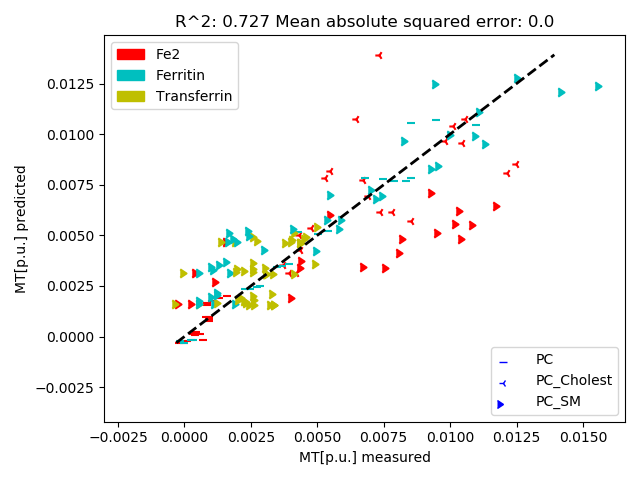 R^2: 0.727 Mean absolute squared error: 0.0
Fe2
Ferritin
Transferrin
0.0125
0.0100
0.0075
0.0050
0.0025
0.0000
−0.0025
MT[p.u.] predicted
PC
PC_Cholest
PC_SM
−0.0025 0.0000 0.0025 0.0050 0.0075 0.0100 0.0125 0.0150
MT[p.u.] measured